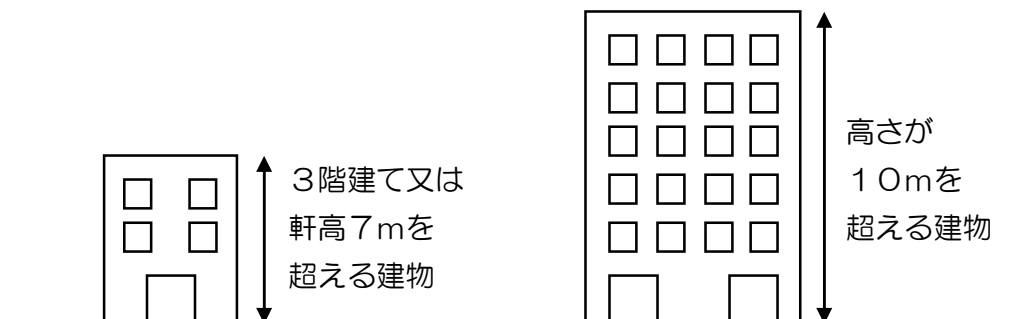 ３階建て又は
軒高７ｍを
超える建物
高さが
１０ｍを
超える建物